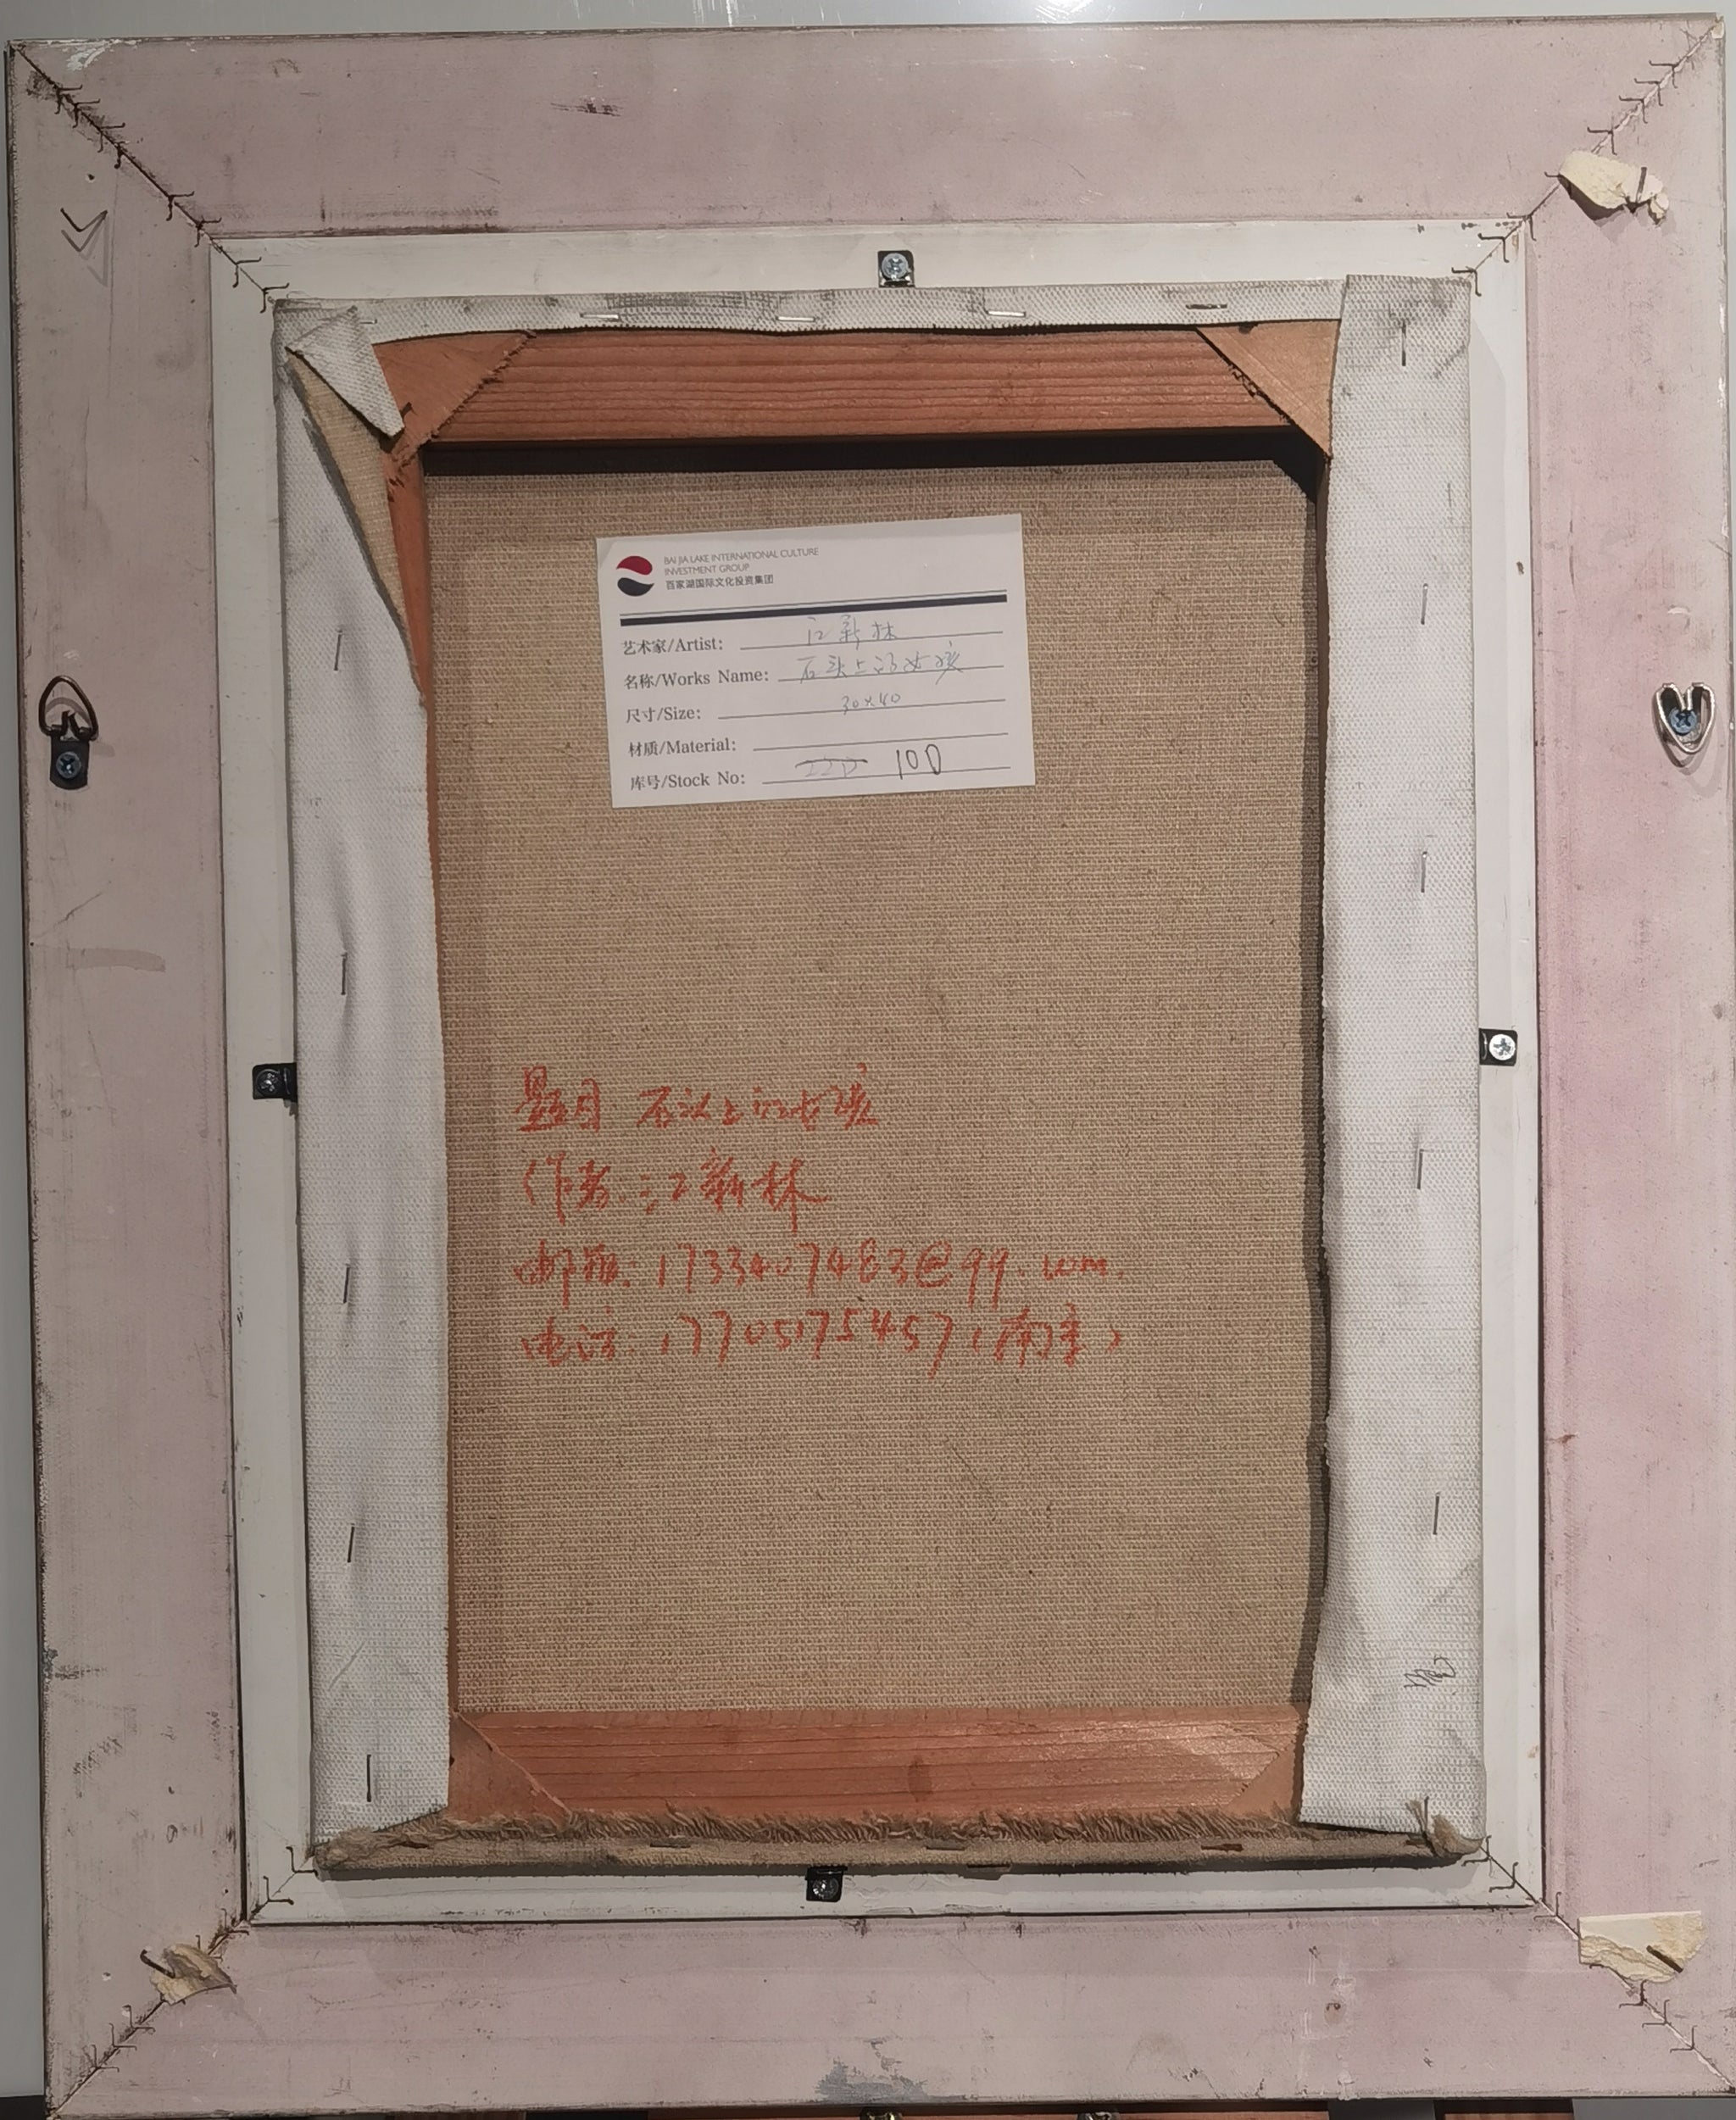 BAI JIA LAKE INTERNATIONAL CULTURE
INVESTMENT GROUP
百家湖国际文化投资集团
艺术家/Artist: 江新林
名称/Works Name: 石头上的女孩
尺寸/Size: 30x40
材质/Material:
库号/Stock No: 100
题目 石头上的女孩
作者:江新林
邮箱:1733407483@qq.com.
电话:17705175457(南京)